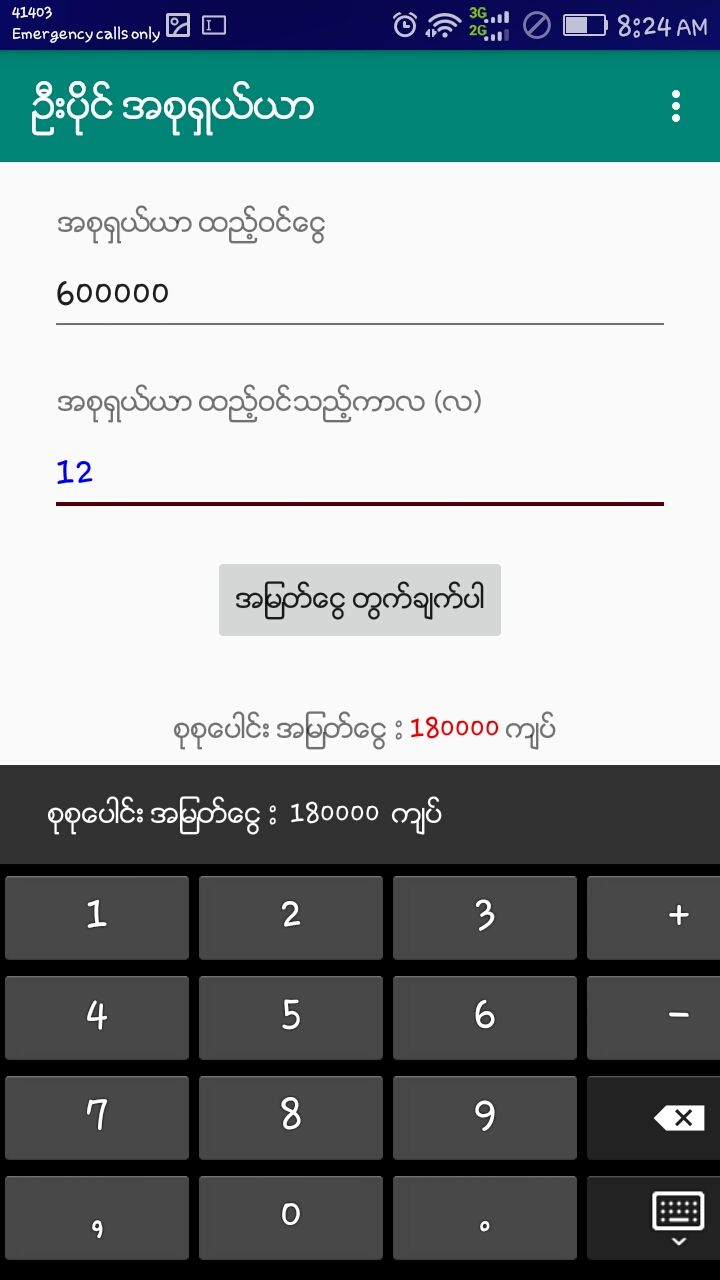 41403
Emergency calls only
3G
2G
8:24 AM
ဦးပိုင် အစုရှယ်ယာ
အစုရှယ်ယာ ထည့်ဝင်ငွေ
600000
အစုရှယ်ယာ ထည့်ဝင်သည့်ကာလ (လ)
12
အမြတ်ငွေ တွက်ချက်ပါ
စုစုပေါင်း အမြတ်ငွေ : 180000 ကျပ်
စုစုပေါင်း အမြတ်ငွေ : 180000 ကျပ်
1 2 3 +
4 5 6 -
7 8 9
, 0 .